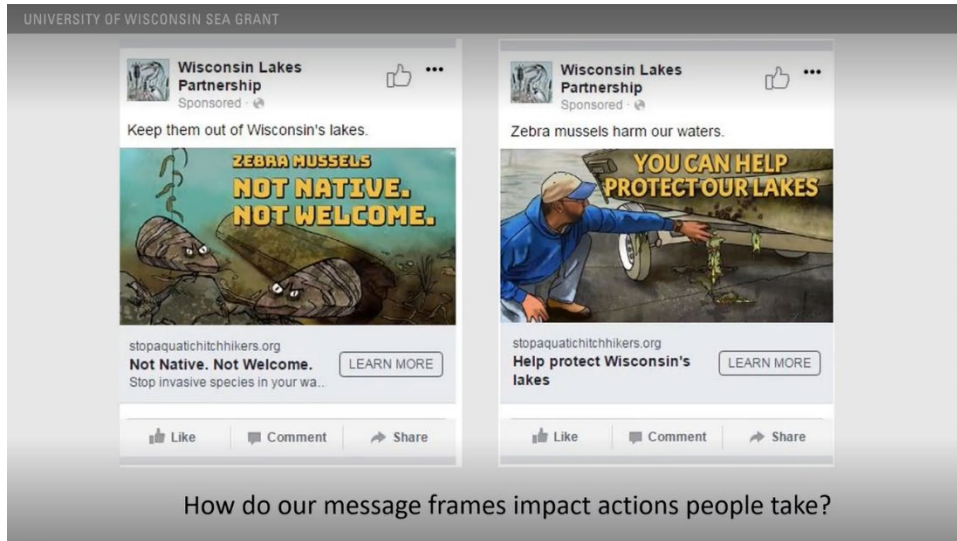 UNIVERSITY OF WISCONSIN SEA GRANT
Wisconsin Lakes
Partnership
Sponsored ·
Keep them out of Wisconsin's lakes.
ZEBRA MUSSELS
NOT NATIVE.
NOT WELCOME.
stopaquatichitchhikers.org
Not Native. Not Welcome.
Stop invasive species in your wa..
LEARN MORE
Like
Comment
Share
Wisconsin Lakes
Partnership
Sponsored ·
Zebra mussels harm our waters.
YOU CAN HELP
PROTECT OUR LAKES
stopaquatichitchhikers.org
Help protect Wisconsin's
lakes
LEARN MORE
Like
Comment
Share
How do our message frames impact actions people take?